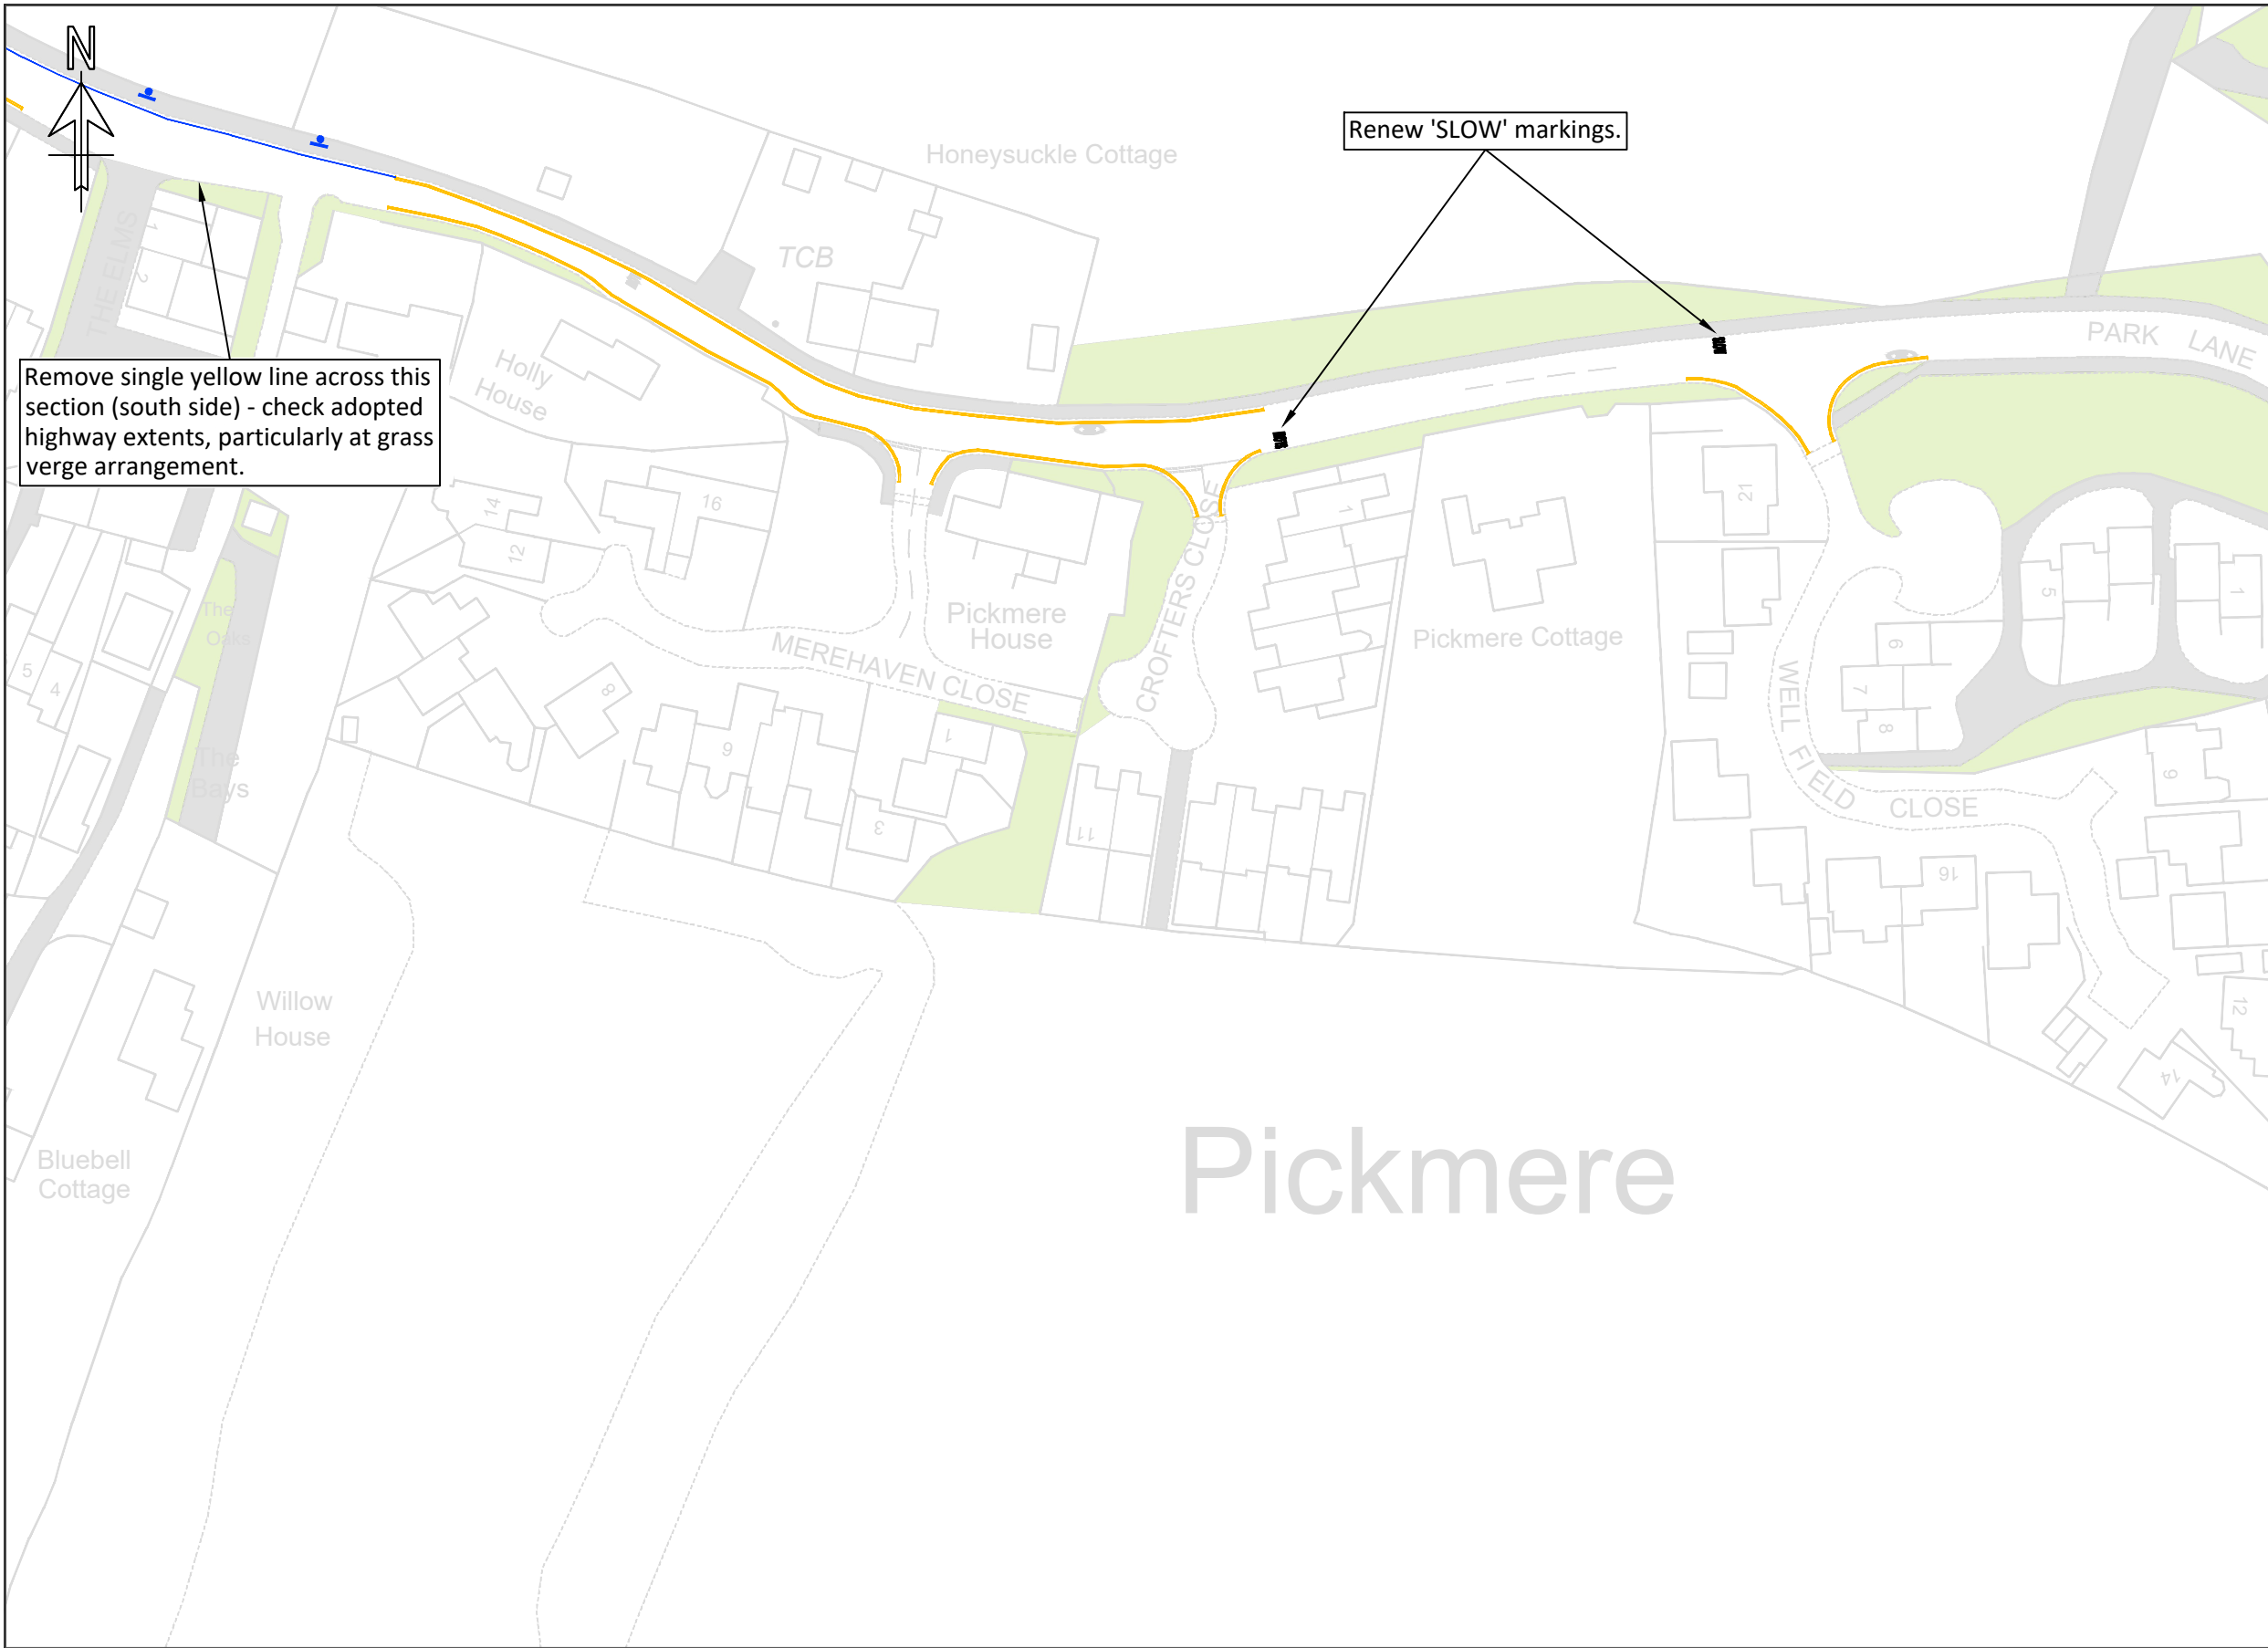 N
Renew 'SLOW' markings.
Honeysuckle Cottage
TCB
THE ELMS
1
2
PARK LANE
Holly
House
Remove single yellow line across this
section (south side) - check adopted
highway extents, particularly at grass
verge arrangement.
14
12
16
21
1
CROFTERS CLOSE
Pickmere
House
Pickmere Cottage
MEREHAVEN CLOSE
The
Oaks
5
4
8
9
1
3
11
The
Bays
5
1
6
7
8
WELL FIELD CLOSE
9
16
12
14
Willow
House
Bluebell
Cottage
Pickmere